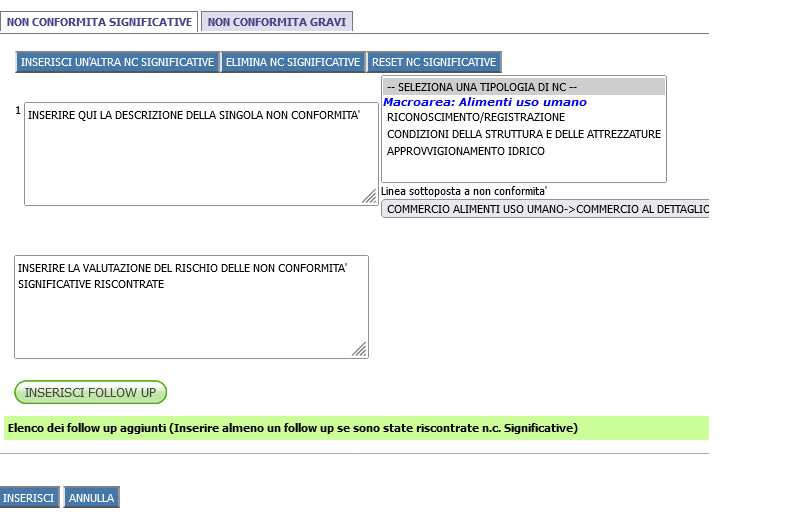 NON CONFORMITA SIGNIFICATIVE NON CONFORMITA GRAVI
INSERISCI UN'ALTRA NC SIGNIFICATIVE ELIMINA NC SIGNIFICATIVE RESET NC SIGNIFICATIVE
-- SELEZIONA UNA TIPOLOGIA DI NC --
Macroarea: Alimenti uso umano
1 INSERIRE QUI LA DESCRIZIONE DELLA SINGOLA NON CONFORMITA' RICONOSCIMENTO/REGISTRAZIONE
CONDIZIONI DELLA STRUTTURA E DELLE ATTREZZATURE
APPROVVIGIONAMENTO IDRICO
Linea sottoposta a non conformita'
COMMERCIO ALIMENTI USO UMANO->COMMERCIO AL DETTAGLIO
INSERIRE LA VALUTAZIONE DEL RISCHIO DELLE NON CONFORMITA'
SIGNIFICATIVE RISCONTRATE
INSERISCI FOLLOW UP
Elenco dei follow up aggiunti (Inserire almeno un follow up se sono state riscontrate n.c. Significative)
INSERISCI ANNULLA